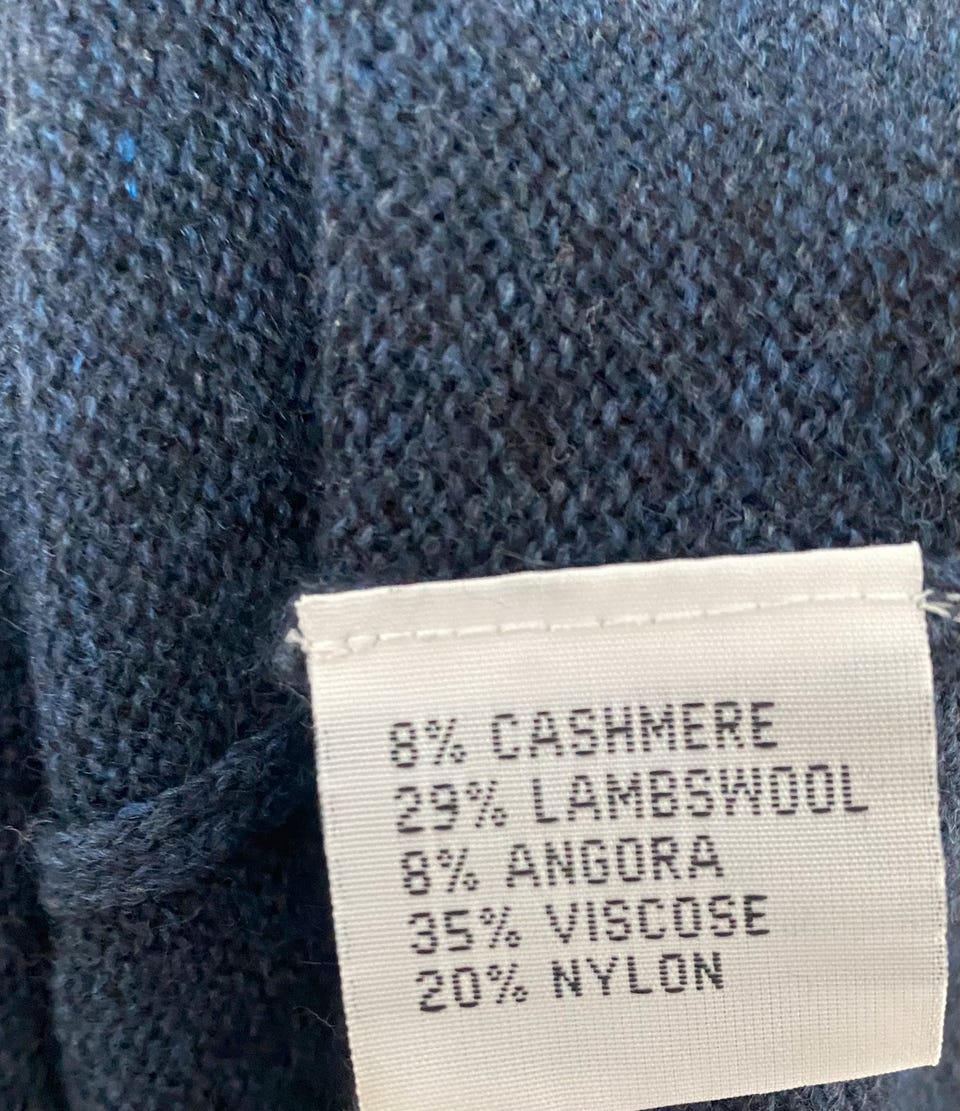 8% CASHMERE
29% LAMBSWOOL
8% ANGORA
35% VISCOSE
20% NYLON